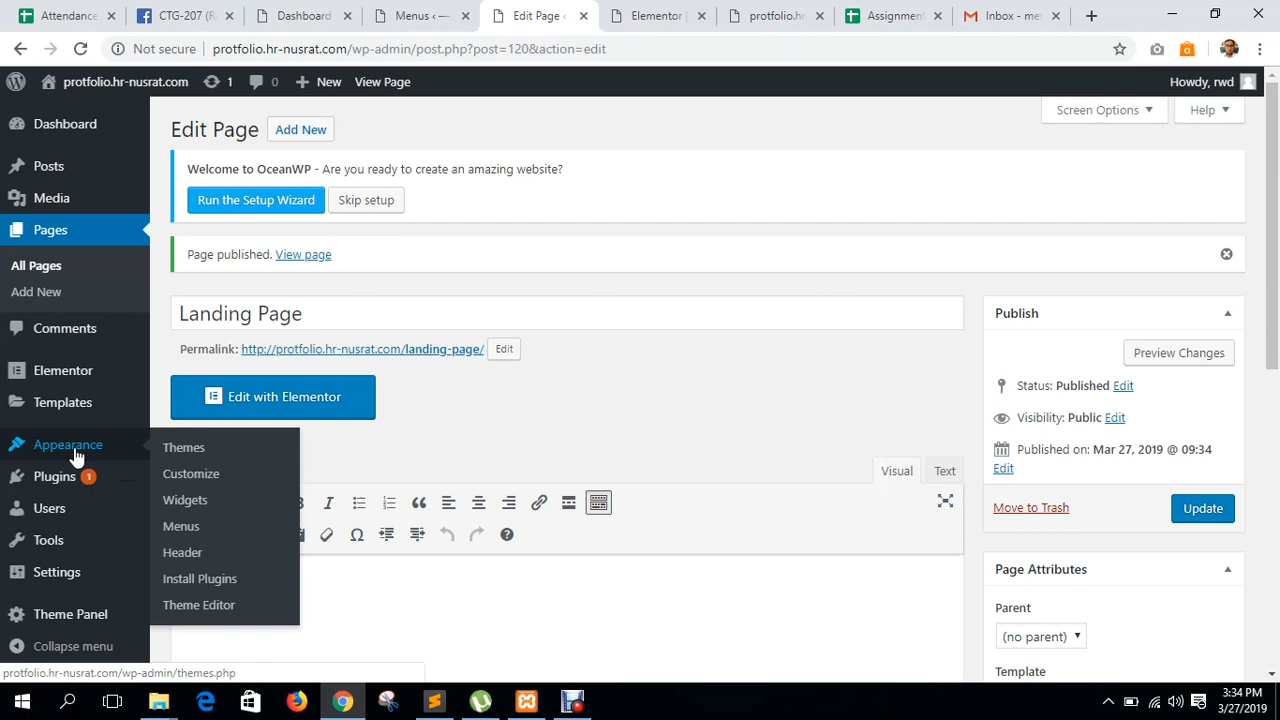 Attendance
CTG-207 (R
Dashboard
Menus ‹ —
Edit Page ‹
Elementor |
protfolio.hr
Assignment
Inbox - me
Not secure | protfolio.hr-nusrat.com/wp-admin/post.php?post=120&action=edit
protfolio.hr-nusrat.com 1 0 New View Page Howdy, rwd
Screen Options Help
Dashboard
Posts
Media
Pages
All Pages
Add New
Comments
Elementor
Templates
Appearance
Plugins 1
Users
Tools
Settings
Theme Panel
Collapse menu
Themes
Customize
Widgets
Menus
Header
Install Plugins
Theme Editor
Edit Page Add New
Welcome to OceanWP - Are you ready to create an amazing website?
Run the Setup Wizard Skip setup
Page published. View page
Landing Page
Permalink: http://protfolio.hr-nusrat.com/landing-page/ Edit
Edit with Elementor
Visual Text
Publish
Preview Changes
Status: Published Edit
Visibility: Public Edit
Published on: Mar 27, 2019 @ 09:34
Edit
Move to Trash Update
Page Attributes
Parent
(no parent)
Template
protfolio.hr-nusrat.com/wp-admin/themes.php
3:34 PM
3/27/2019